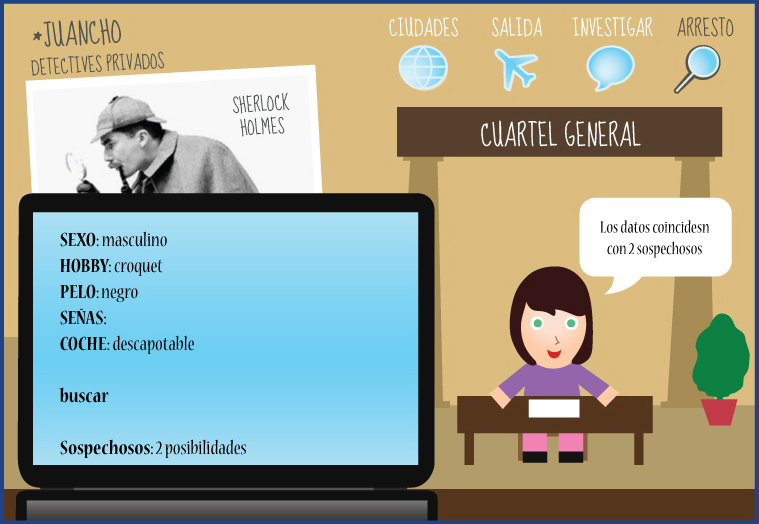 *JUANCHO
DETECTIVES PRIVADOS
CIUDADES
SALIDA
INVESTIGAR
ARRESTO
SHERLOCK
HOLMES
CUARTEL GENERAL
Los datos coincidesn
con 2 sospechosos
SEXO: masculino
HOBBY: croquet
PELO: negro
SEÑAS:
COCHE: descapotable
buscar
Sospechosos: 2 posibilidades